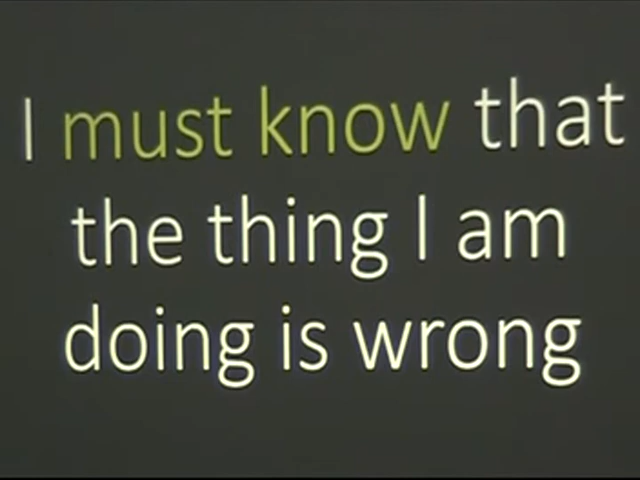 I must know that
the thing I am
doing is wrong